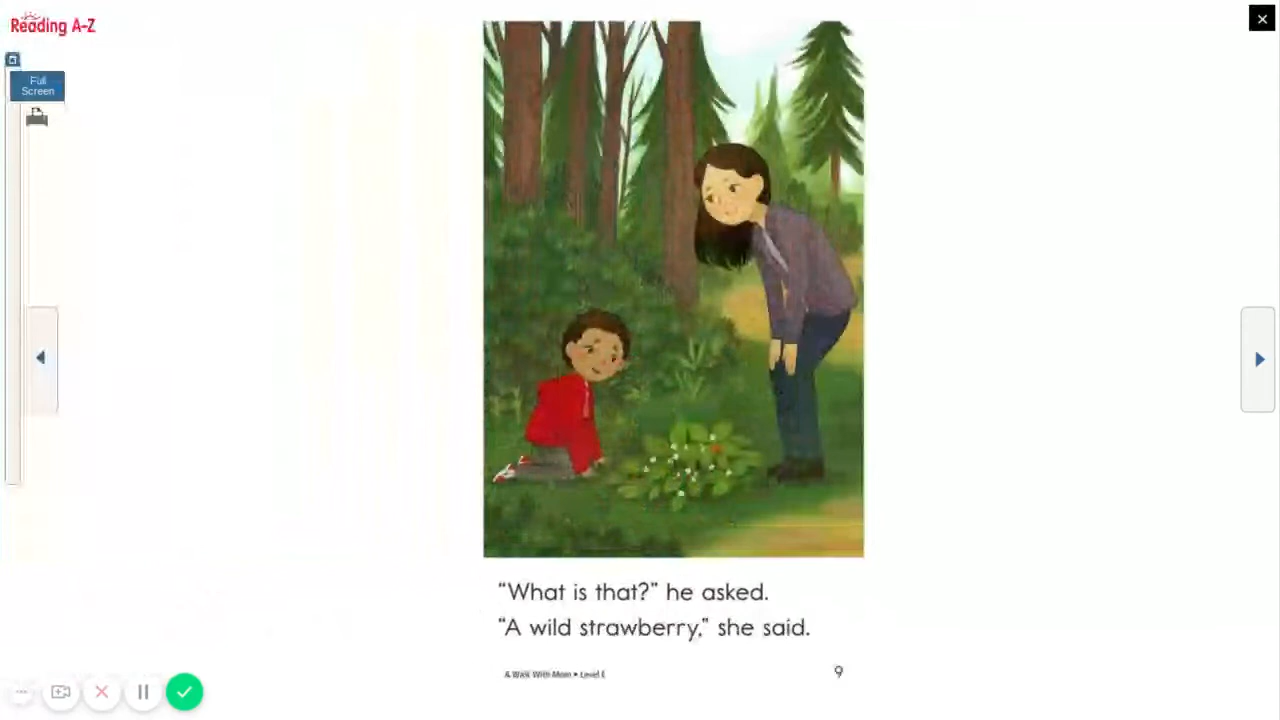 Reading A-Z
Full
Screen
“What is that?” he asked.
“A wild strawberry,” she said.
A Walk With Mom • Level E
9